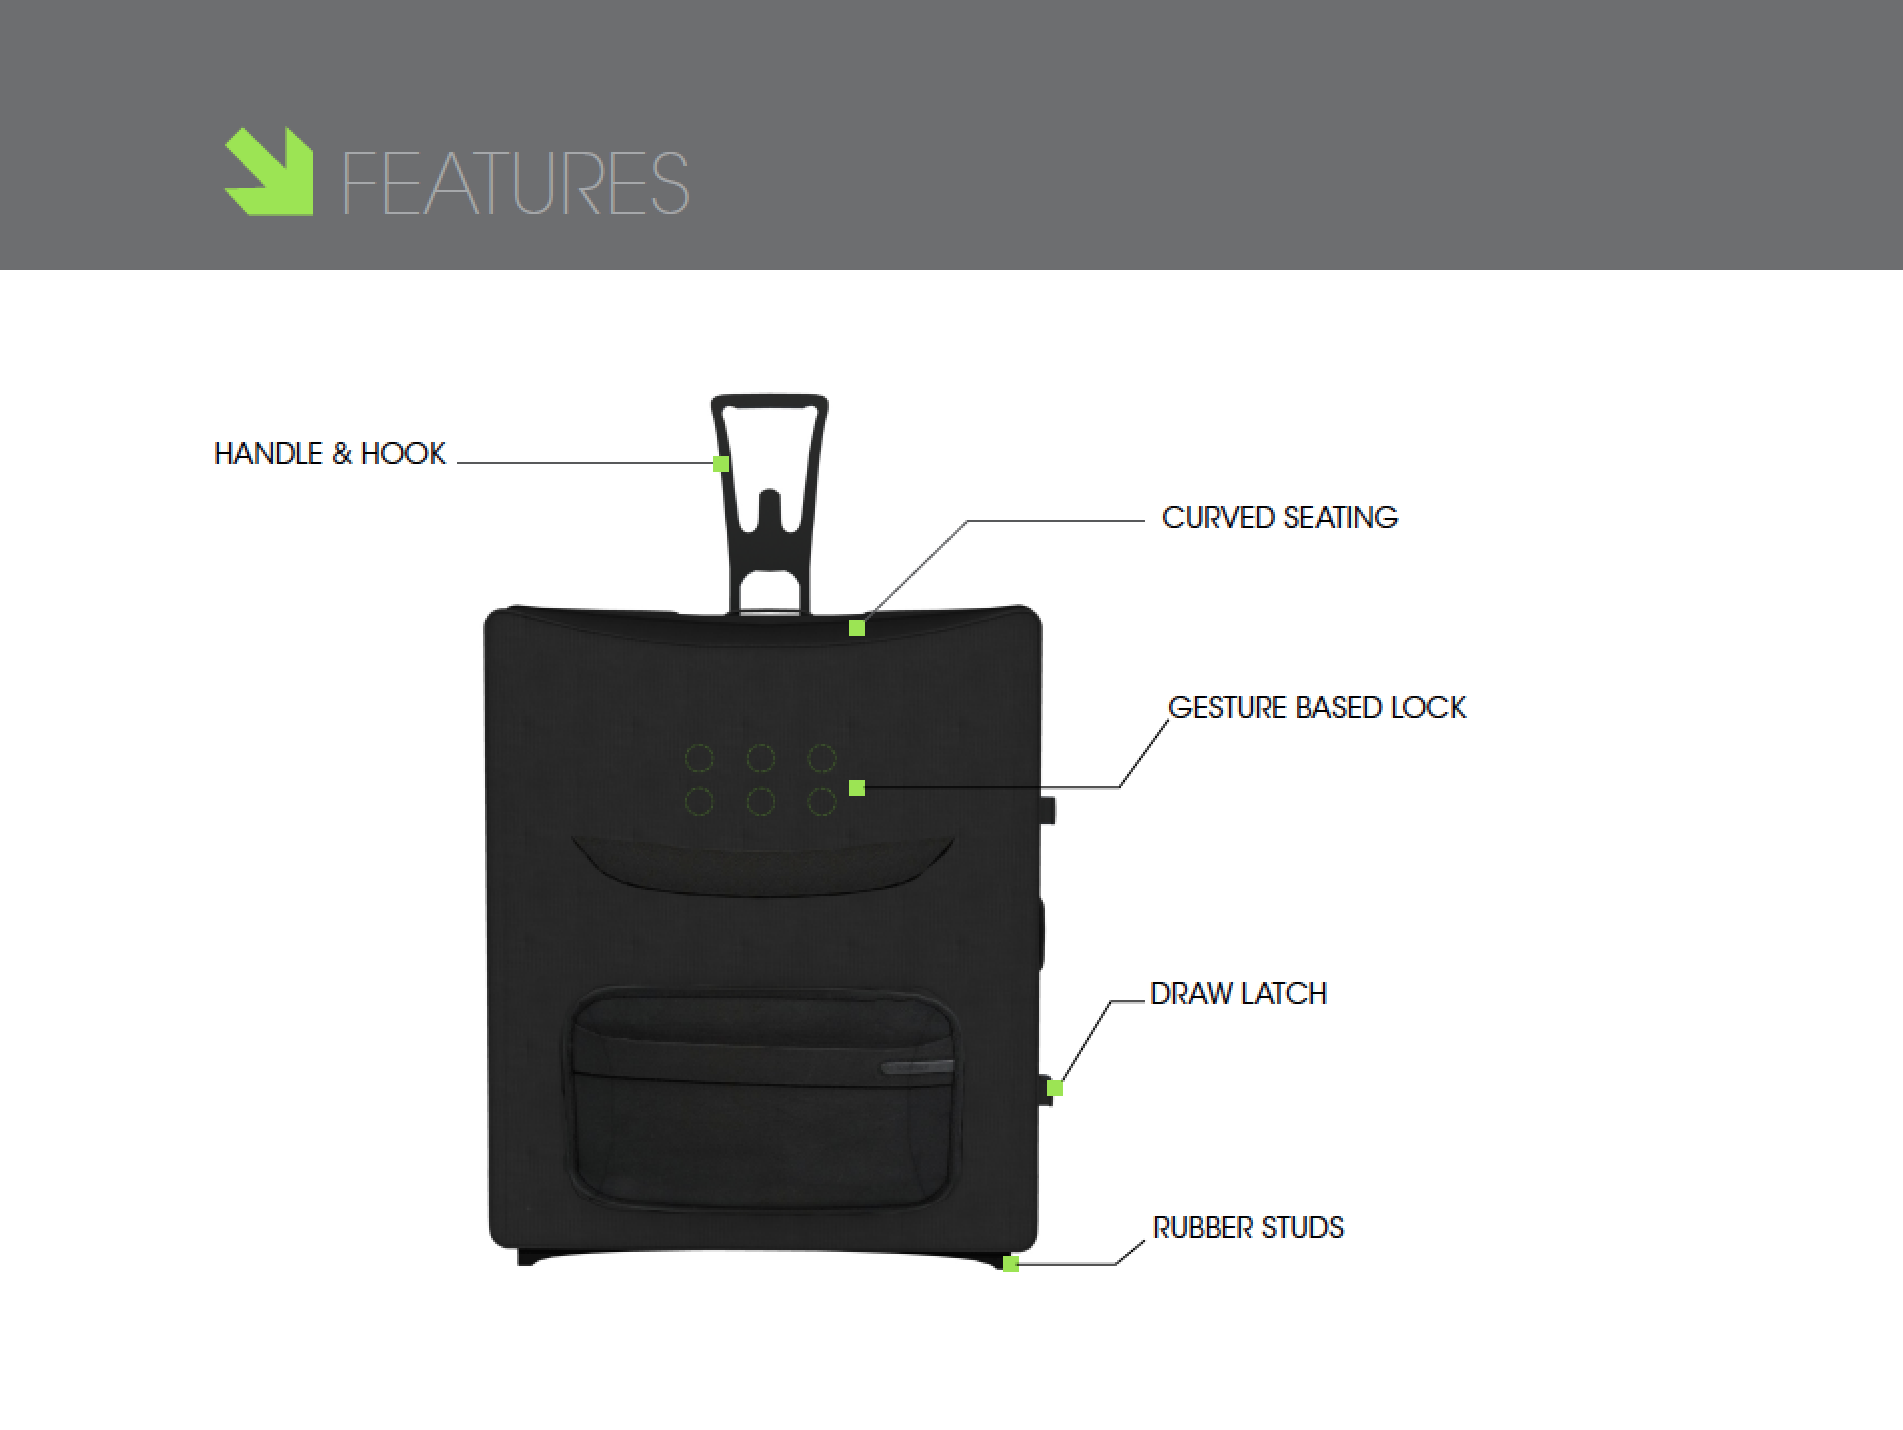 FEATURES
HANDLE & HOOK
CURVED SEATING
GESTURE BASED LOCK
DRAW LATCH
RUBBER STUDS